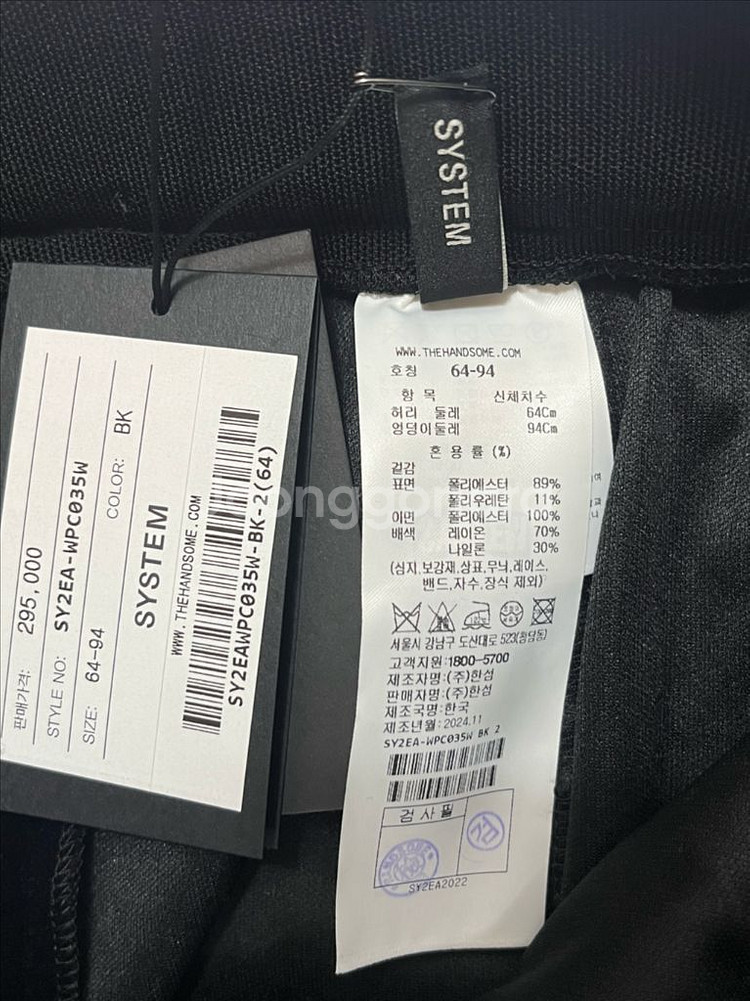 SYSTEM
판매가격: 295,000
STYLE NO: SY2EA-WPC035W
SIZE: 64-94
COLOR: BK
SYSTEM
WWW.THEHANDSOME.COM
SY2EAWPC035W-BK-2(64)
WWW.THEHANDSOME.COM
호칭 64-94
항 목 신체치수
허리 둘레 64Cm
엉덩이둘레 94Cm
혼 용 률 (%)
겉감
표면 폴리에스터 89%
폴리우레탄 11%
이면 폴리에스터 100%
배색 레이온 70%
나일론 30%
(심지,보강재,상표,무늬,레이스,
밴드,자수,장식 제외)
서울시 강남구 도산대로 523(청담동)
고객지원:1800-5700
제조자명:(주)한섬
판매자명:(주)한섬
제조국명:한국
제조년월:2024.11
SY2EA-WPC035W BK 2
검 사 필
검
SY2EA2022